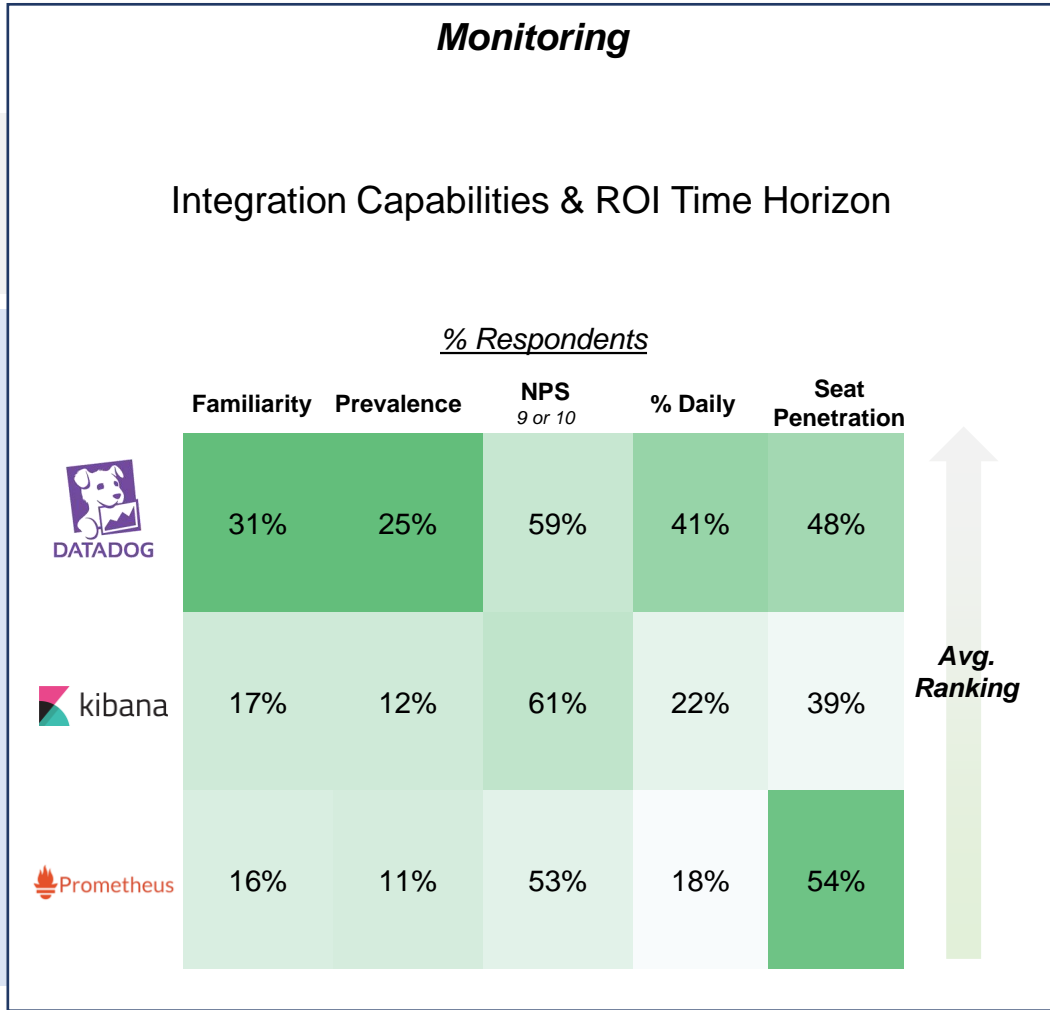 Monitoring
Integration Capabilities & ROI Time Horizon
% Respondents
Familiarity Prevalence NPS 9 or 10 % Daily Seat Penetration
DATADOG 31% 25% 59% 41% 48%
kibana 17% 12% 61% 22% 39%
Prometheus 16% 11% 53% 18% 54%
Avg.
Ranking